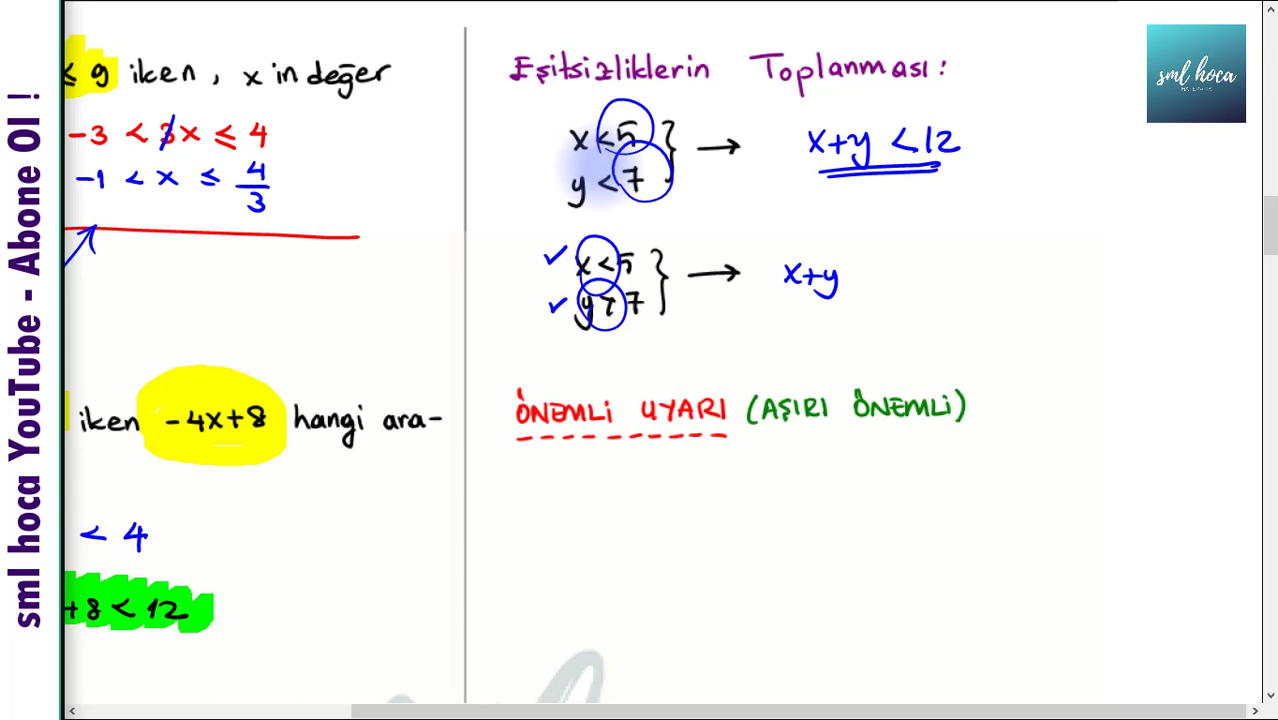 sml hoca YouTube - Abone Ol !
≤ 9 iken, x in değer
-3 < 3x ≤ 4
-1 < x ≤ 4/3
iken -4x+8 hangi ara-
< 4
+8 < 12
Eşitsizliklerin Toplanması:
x < 5
y < 7
} → x+y < 12
x < 5
y > 7
} → x+y
ÖNEMLİ UYARI (AŞIRI ÖNEMLİ)
sml hoca